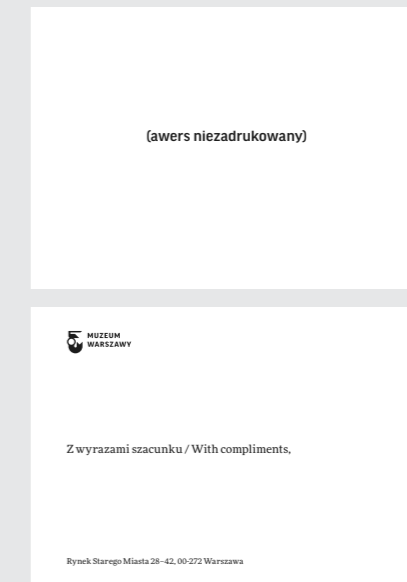 (awers niezadrukowany)
MUZEUM
WARSZAWY
Z wyrazami szacunku / With compliments,
Rynek Starego Miasta 28–42, 00-272 Warszawa